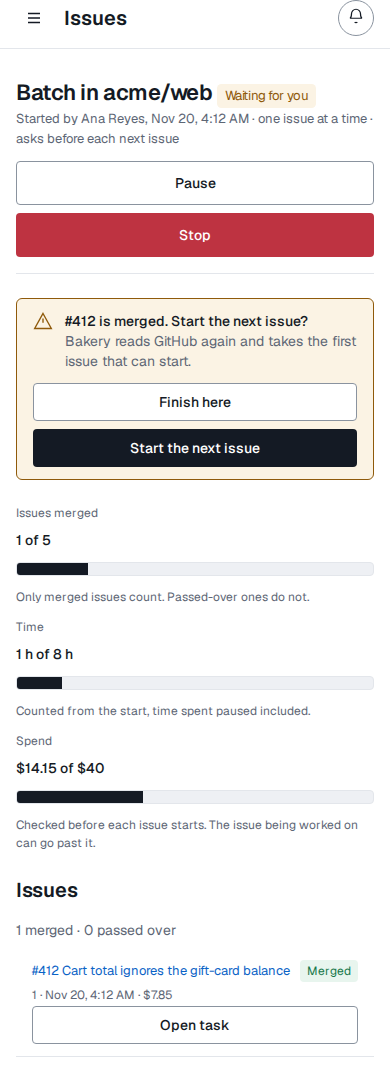 Issues
Batch in acme/web Waiting for you
Started by Ana Reyes, Nov 20, 4:12 AM · one issue at a time ·
asks before each next issue
Pause
Stop
#412 is merged. Start the next issue?
Bakery reads GitHub again and takes the first
issue that can start.
Finish here
Start the next issue
Issues merged
1 of 5
Only merged issues count. Passed-over ones do not.
Time
1 h of 8 h
Counted from the start, time spent paused included.
Spend
$14.15 of $40
Checked before each issue starts. The issue being worked on
can go past it.
Issues
1 merged · 0 passed over
#412 Cart total ignores the gift-card balance Merged
1 · Nov 20, 4:12 AM · $7.85
Open task